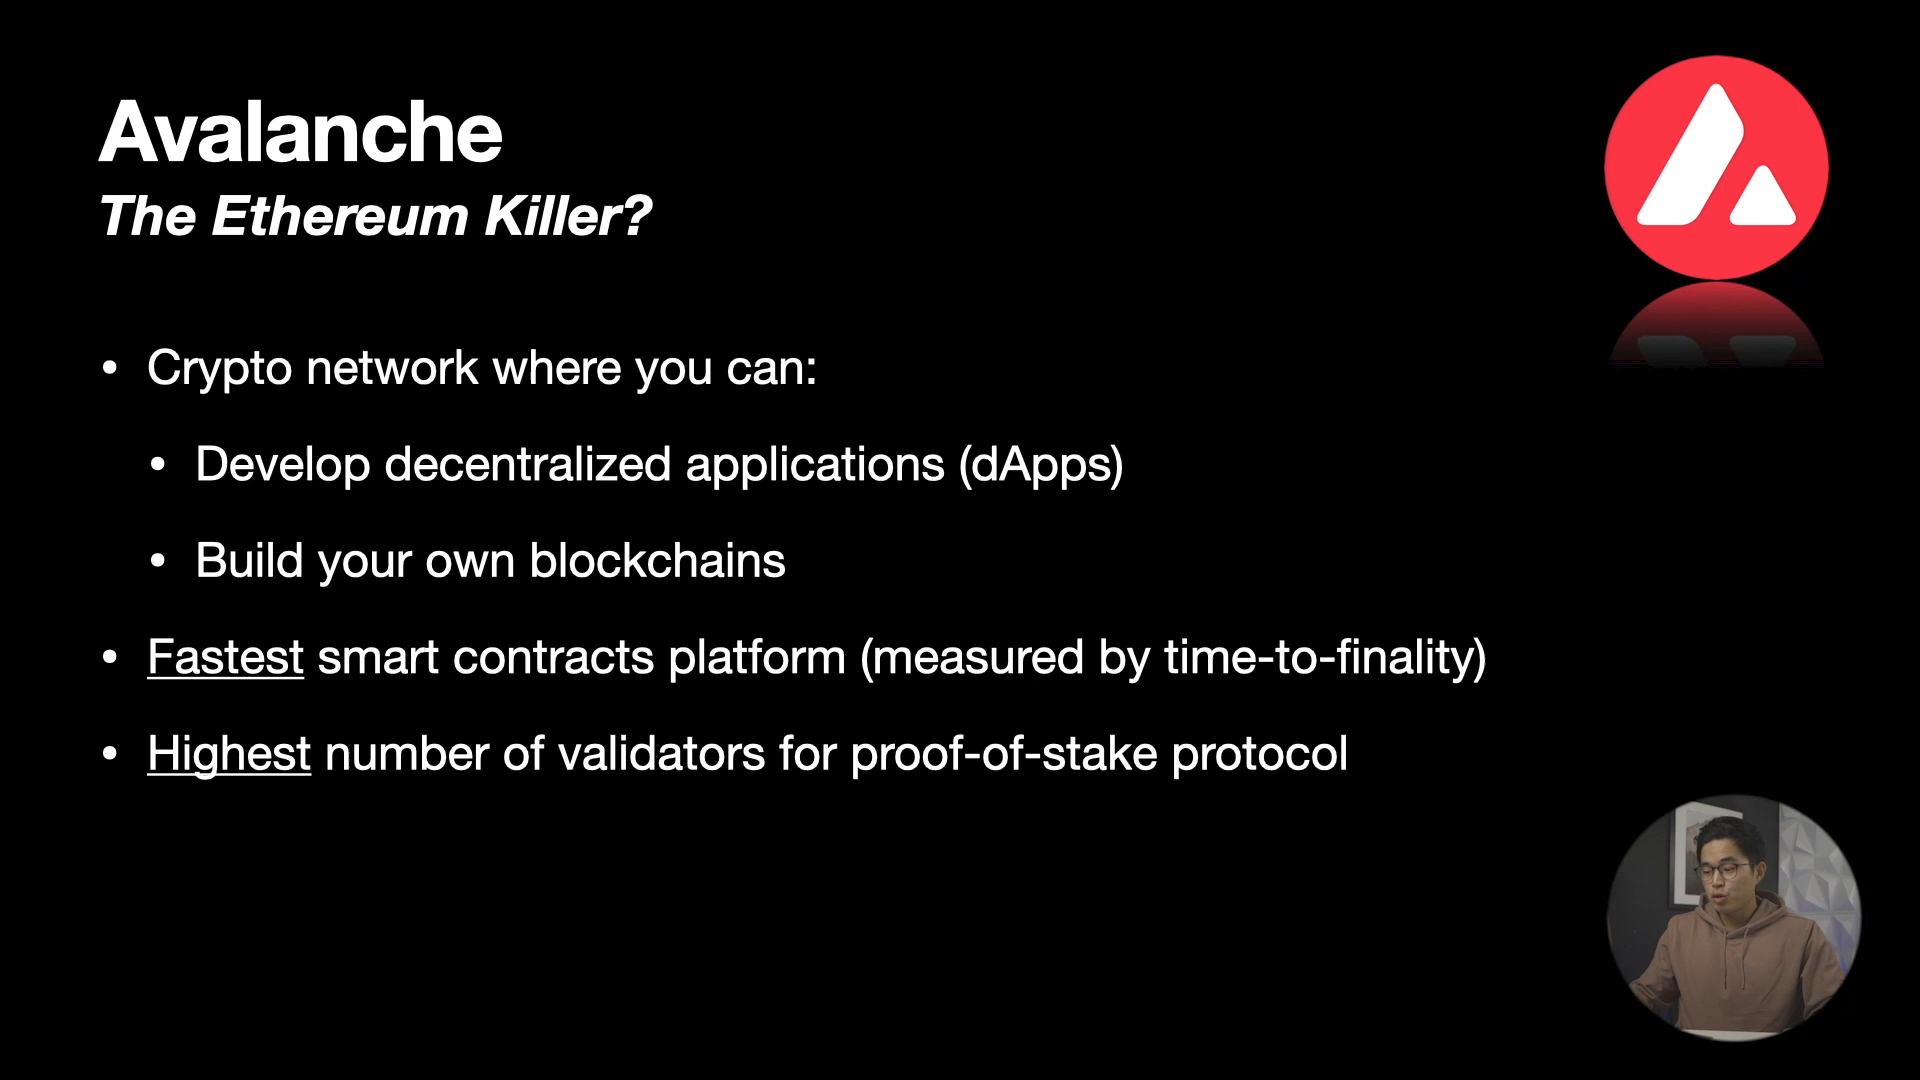 Avalanche
The Ethereum Killer?
• Crypto network where you can:
• Develop decentralized applications (dApps)
• Build your own blockchains
• Fastest smart contracts platform (measured by time-to-finality)
• Highest number of validators for proof-of-stake protocol